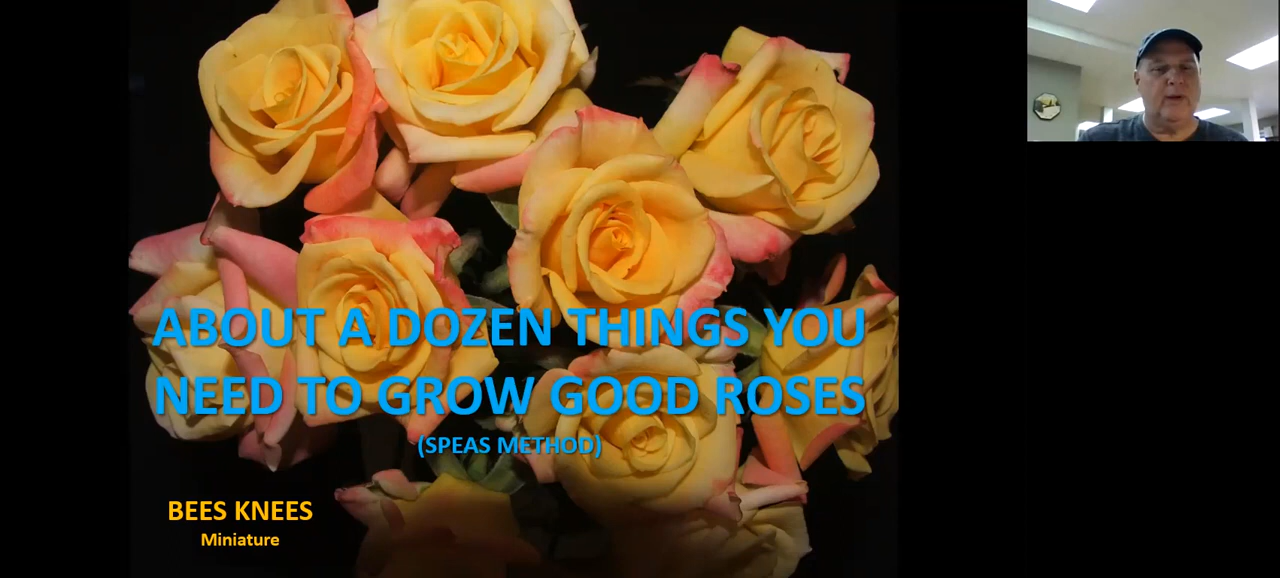 ABOUT A DOZEN THINGS YOU
NEED TO GROW GOOD ROSES
(SPEAS METHOD)
BEES KNEES
Miniature